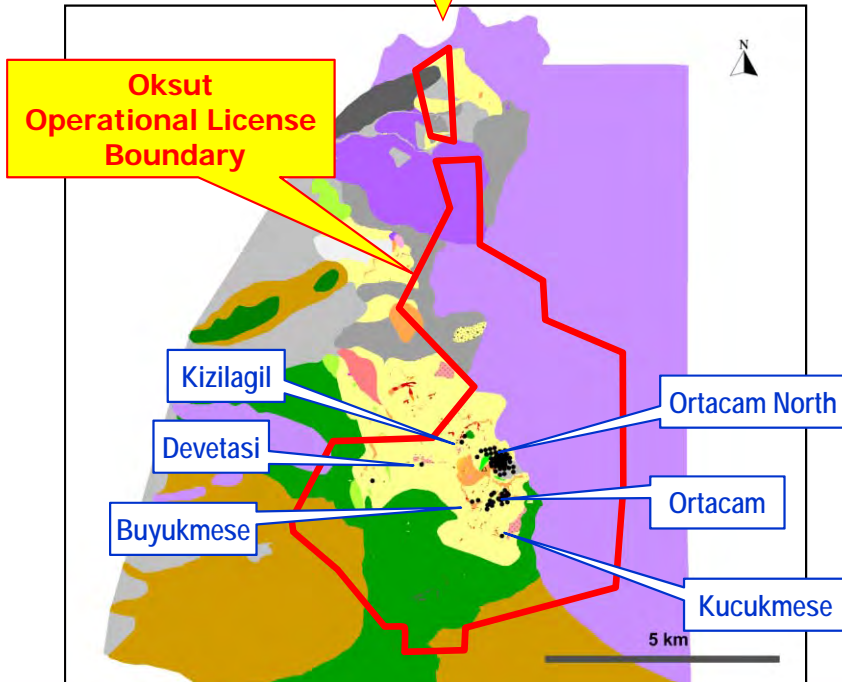 N
Oksut
Operational License
Boundary
Kizilagil
Ortacam North
Devetasi
Ortacam
Buyukmese
Kucukmese
5 km